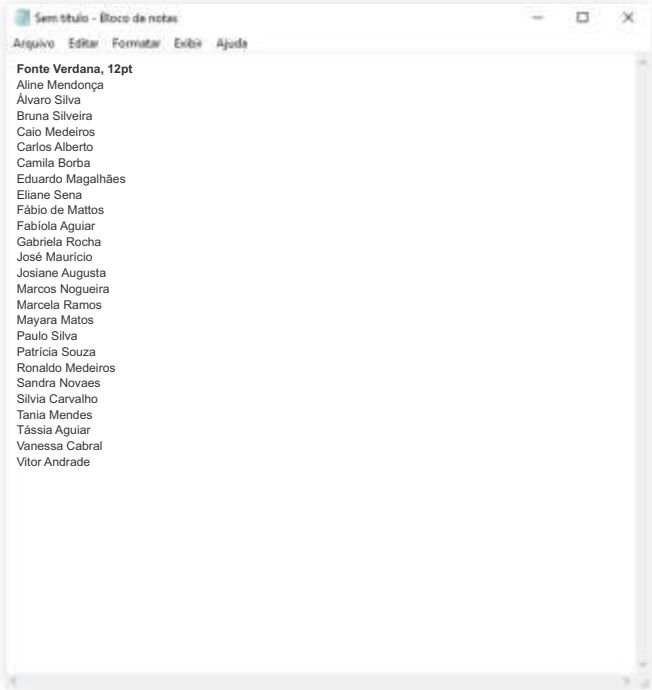 Sem título - Bloco de notas
Arquivo Editar Formatar Exibir Ajuda
Fonte Verdana, 12pt
Aline Mendonça
Álvaro Silva
Bruna Silveira
Caio Medeiros
Carlos Alberto
Camila Borba
Eduardo Magalhães
Eliane Sena
Fábio de Mattos
Fabíola Aguiar
Gabriela Rocha
José Maurício
Josiane Augusta
Marcos Nogueira
Marcela Ramos
Mayara Matos
Paulo Silva
Patrícia Souza
Ronaldo Medeiros
Sandra Novaes
Silvia Carvalho
Tania Mendes
Tássia Aguiar
Vanessa Cabral
Vitor Andrade